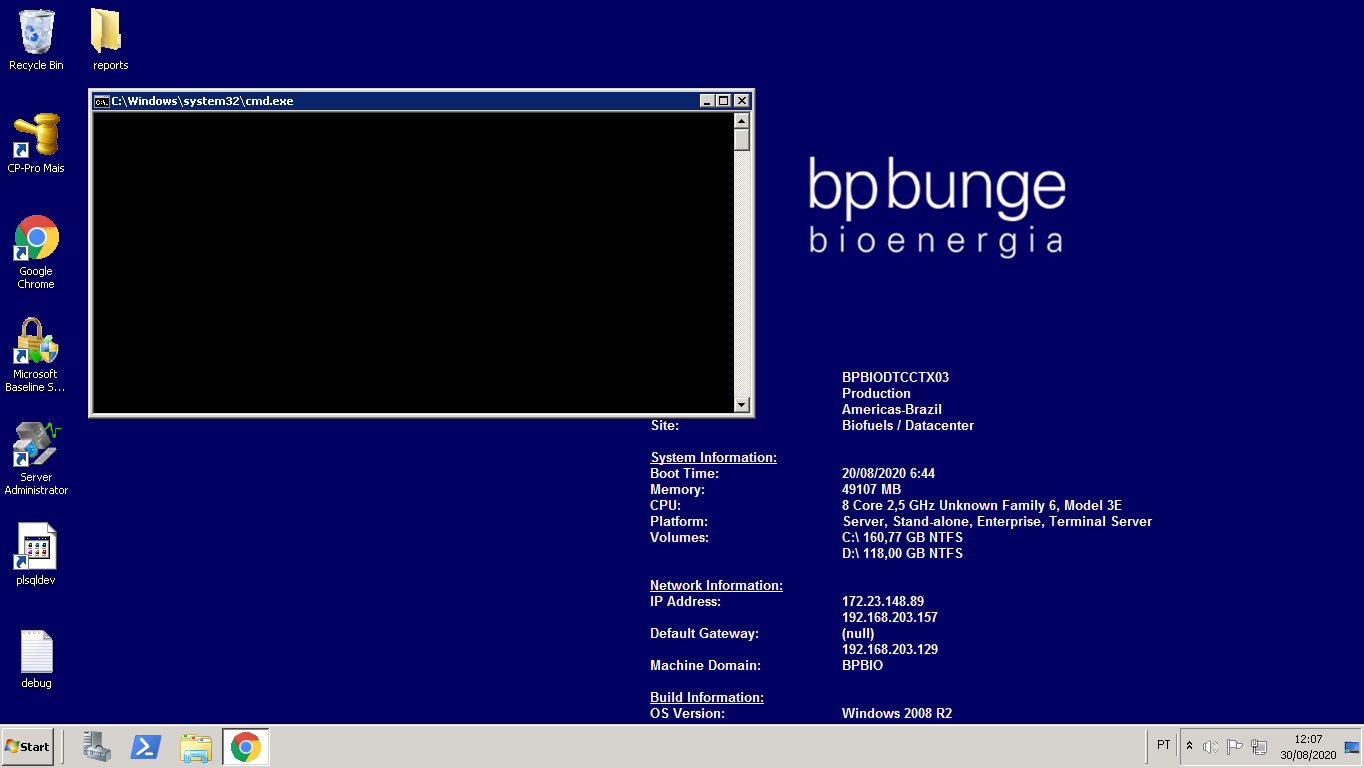 Recycle Bin
reports
CP-Pro Mais
Google
Chrome
Microsoft
Baseline S...
Server
Administrator
plsqldev
debug
C:\Windows\system32\cmd.exe
bp bunge
bioenergia
BPBIODTCCTX03
Production
Americas-Brazil
Site: Biofuels / Datacenter
System Information:
Boot Time: 20/08/2020 6:44
Memory: 49107 MB
CPU: 8 Core 2,5 GHz Unknown Family 6, Model 3E
Platform: Server, Stand-alone, Enterprise, Terminal Server
Volumes: C:\ 160,77 GB NTFS
D:\ 118,00 GB NTFS
Network Information:
IP Address: 172.23.148.89
192.168.203.157
Default Gateway: (null)
192.168.203.129
Machine Domain: BPBIO
Build Information:
OS Version: Windows 2008 R2
Start
PT
12:07
30/08/2020